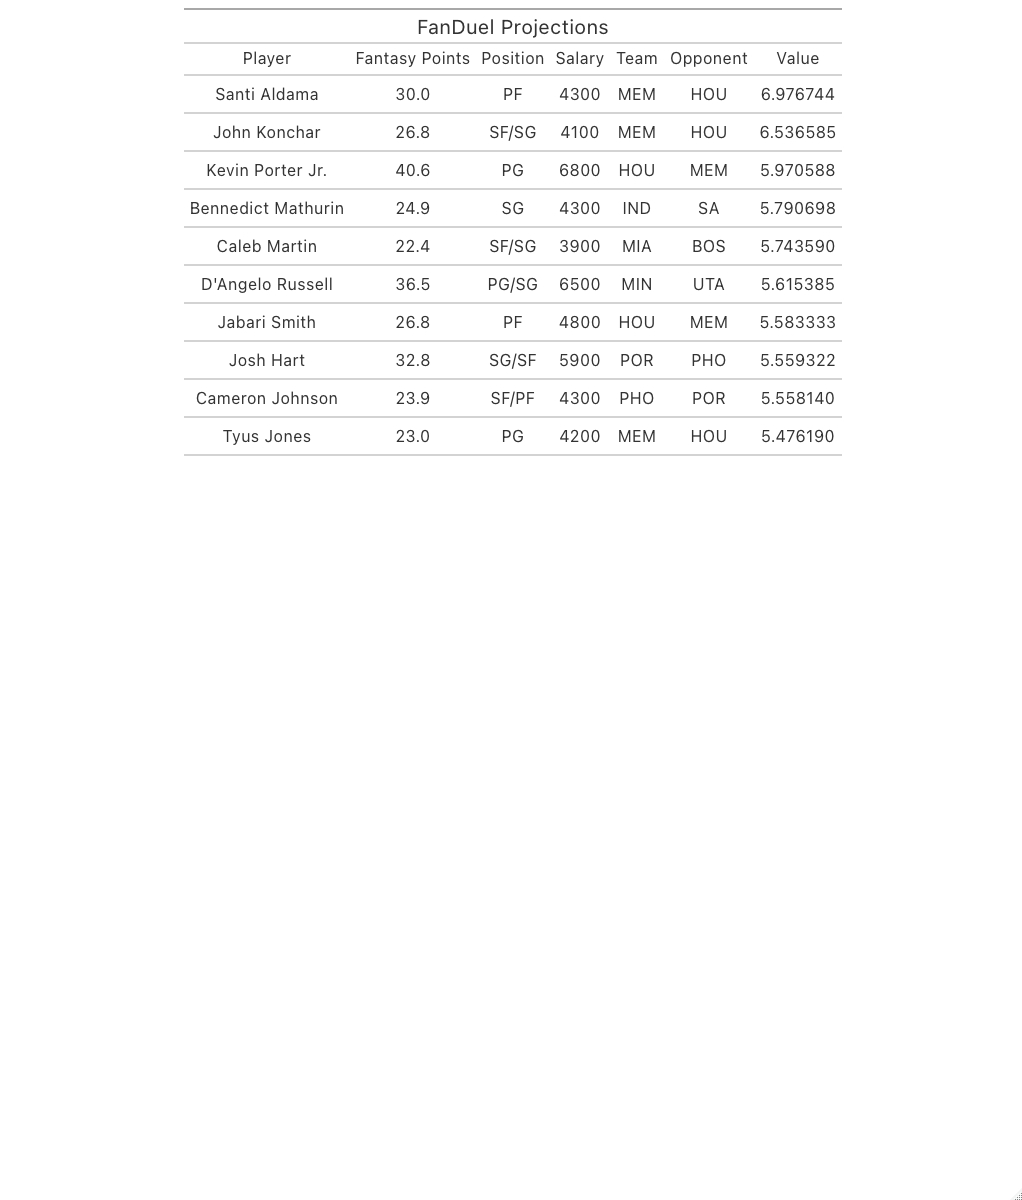 FanDuel Projections
Player Fantasy Points Position Salary Team Opponent Value
Santi Aldama 30.0 PF 4300 MEM HOU 6.976744
John Konchar 26.8 SF/SG 4100 MEM HOU 6.536585
Kevin Porter Jr. 40.6 PG 6800 HOU MEM 5.970588
Bennedict Mathurin 24.9 SG 4300 IND SA 5.790698
Caleb Martin 22.4 SF/SG 3900 MIA BOS 5.743590
D'Angelo Russell 36.5 PG/SG 6500 MIN UTA 5.615385
Jabari Smith 26.8 PF 4800 HOU MEM 5.583333
Josh Hart 32.8 SG/SF 5900 POR PHO 5.559322
Cameron Johnson 23.9 SF/PF 4300 PHO POR 5.558140
Tyus Jones 23.0 PG 4200 MEM HOU 5.476190